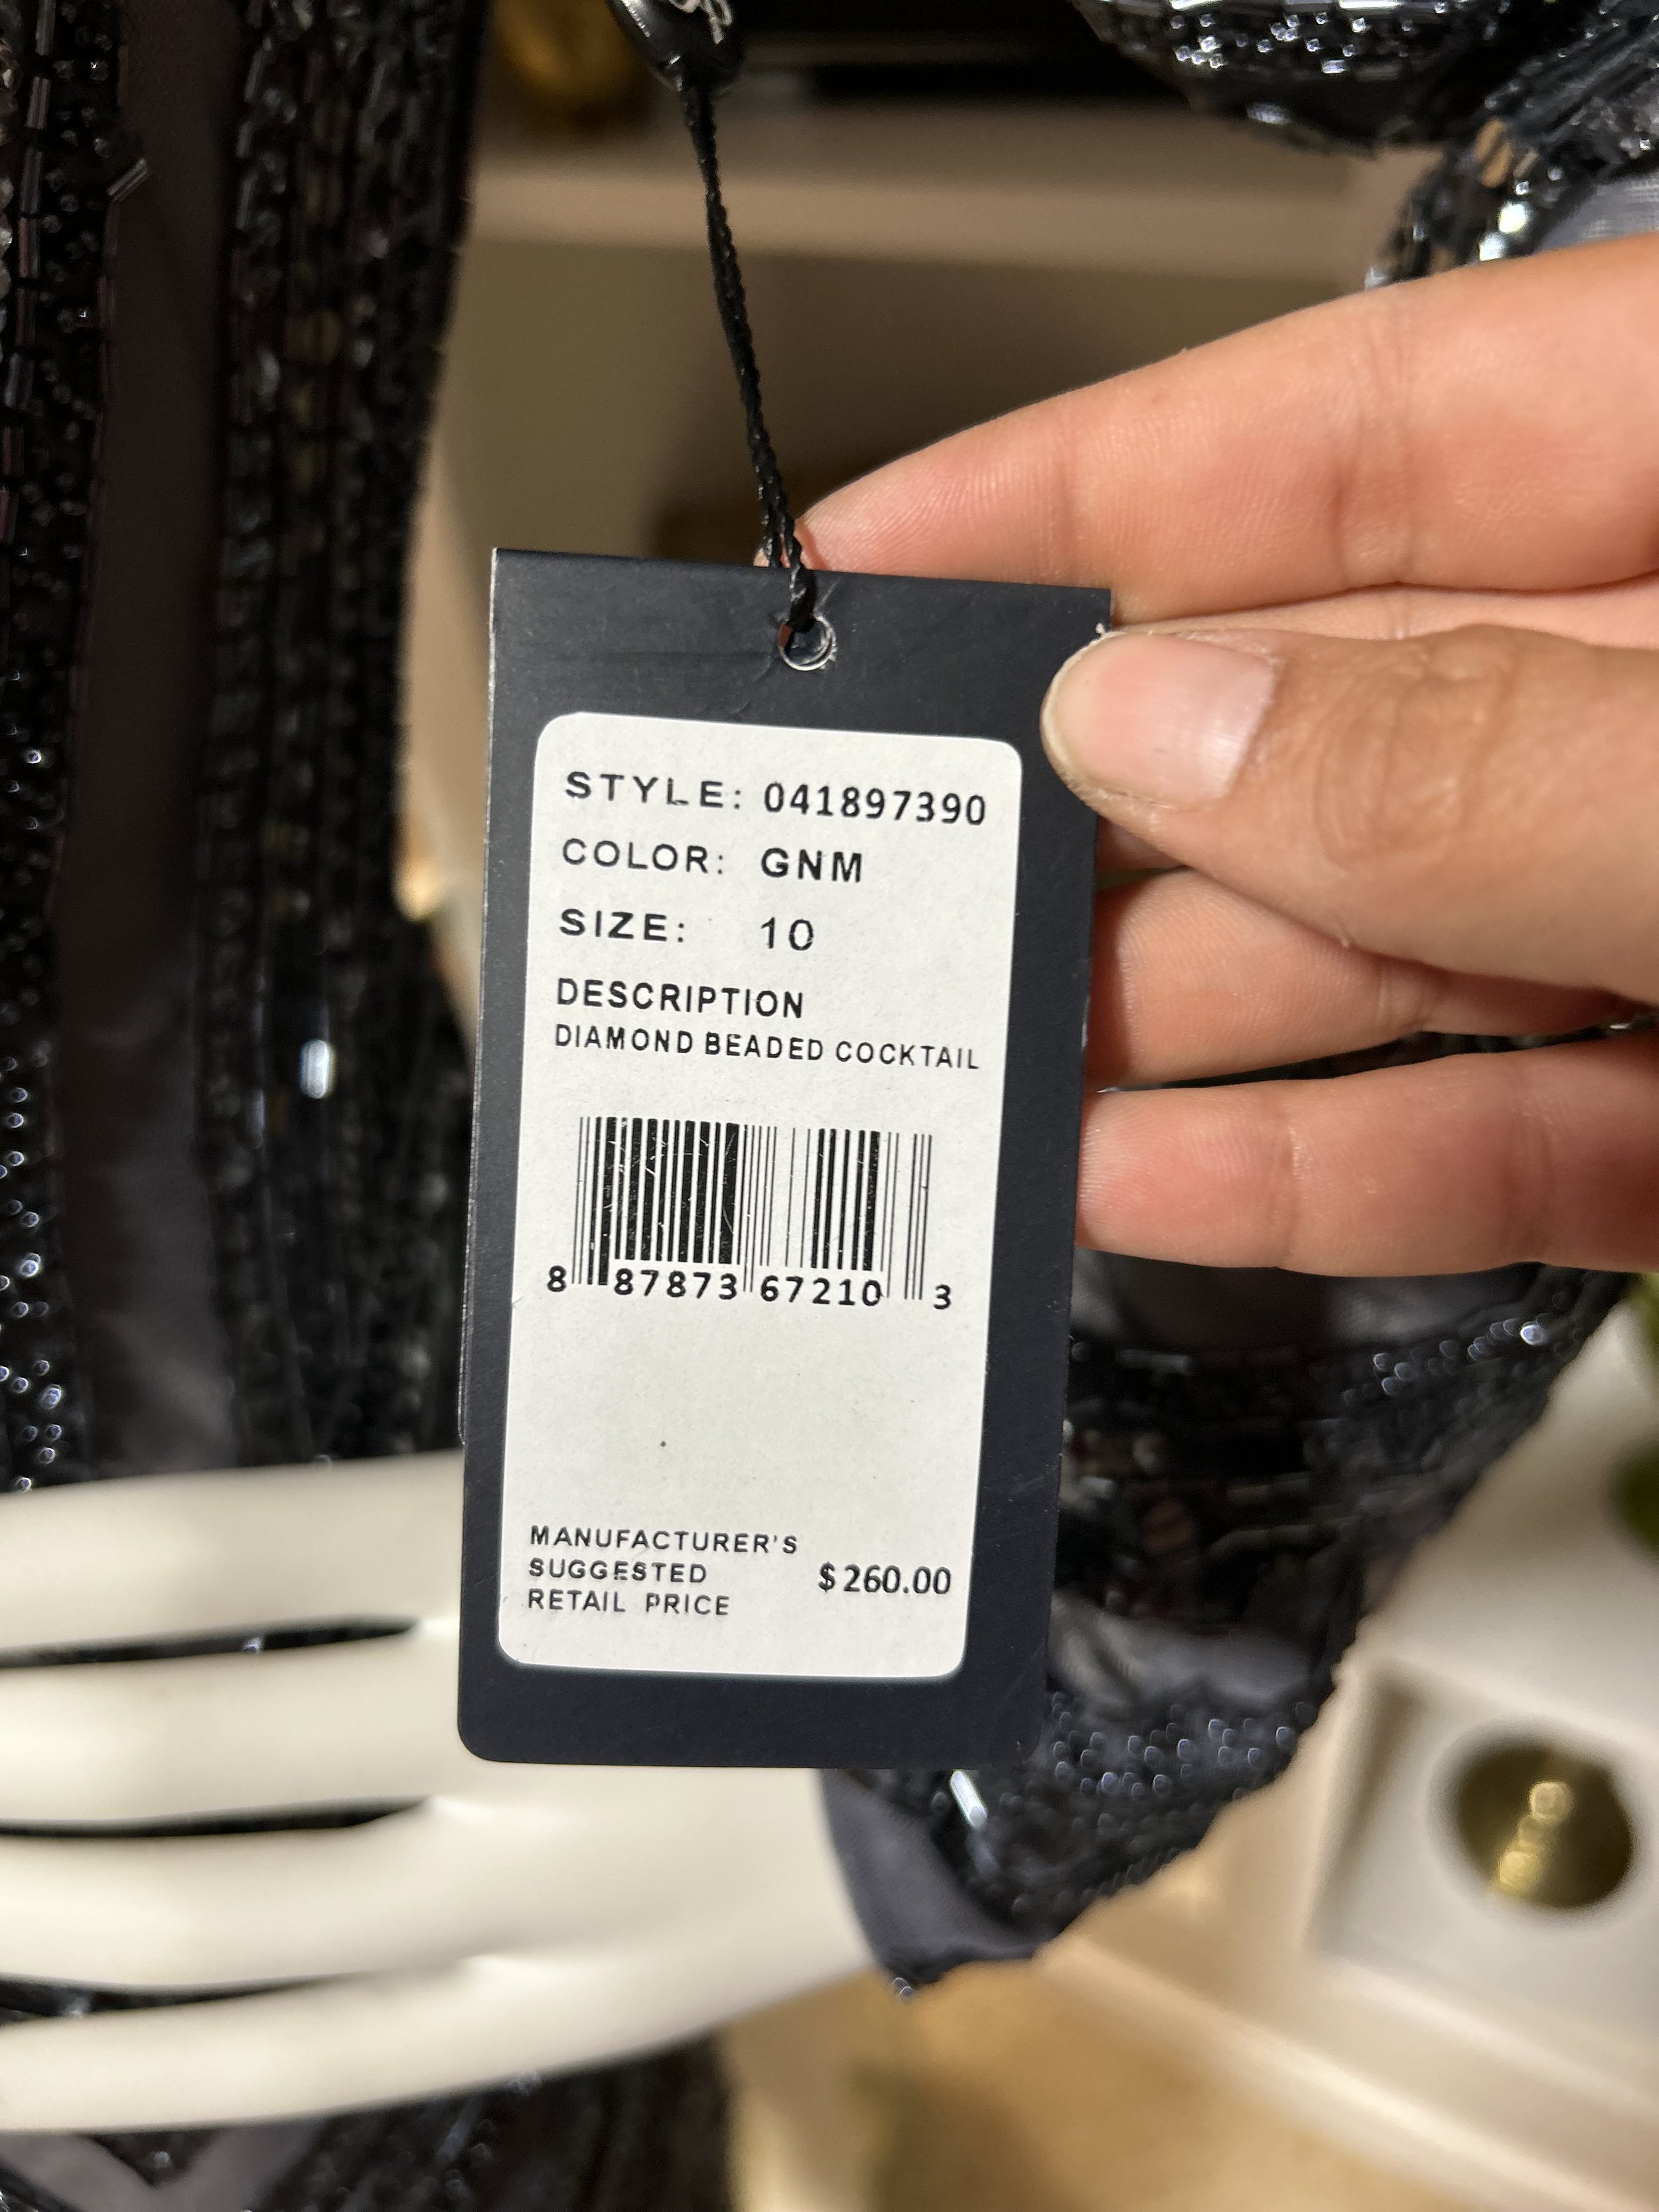 STYLE: 041897390
COLOR: GNM
SIZE: 10
DESCRIPTION
DIAMOND BEADED COCKTAIL
8 87873 67210 3
MANUFACTURER'S
SUGGESTED
RETAIL PRICE
$260.00